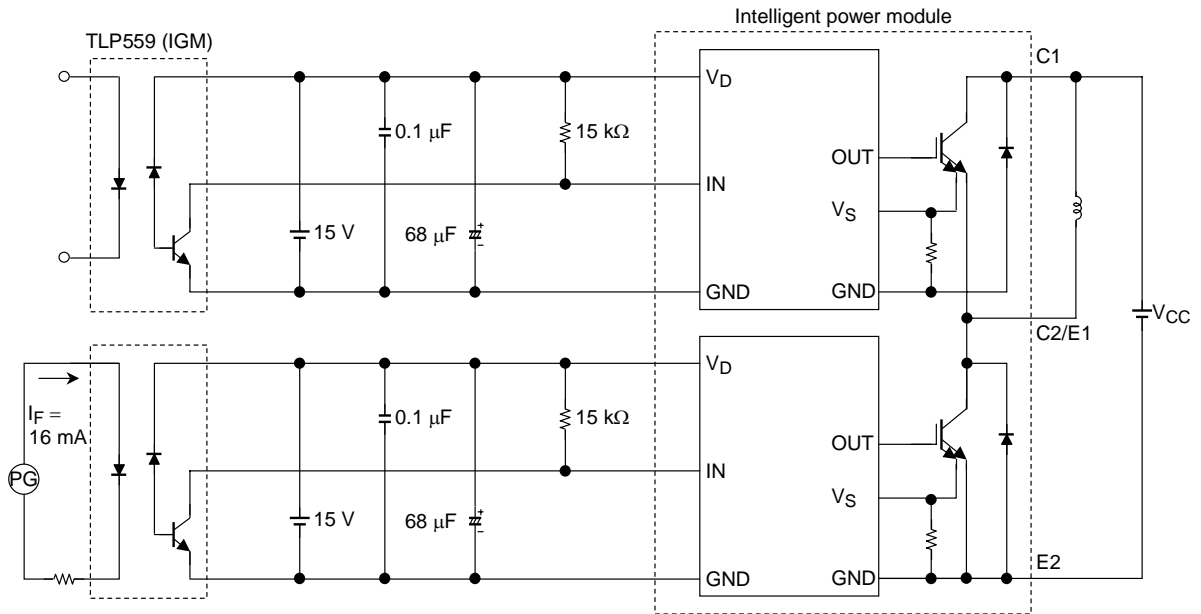 Intelligent power module
TLP559 (IGM)
C1
VD
0.1 μF
15 kΩ
OUT
IN
VS
15 V
68 μF
+
−
GND
GND
VCC
C2/E1
VD
IF =
16 mA
0.1 μF
15 kΩ
OUT
PG
IN
VS
15 V
68 μF
+
−
E2
GND
GND